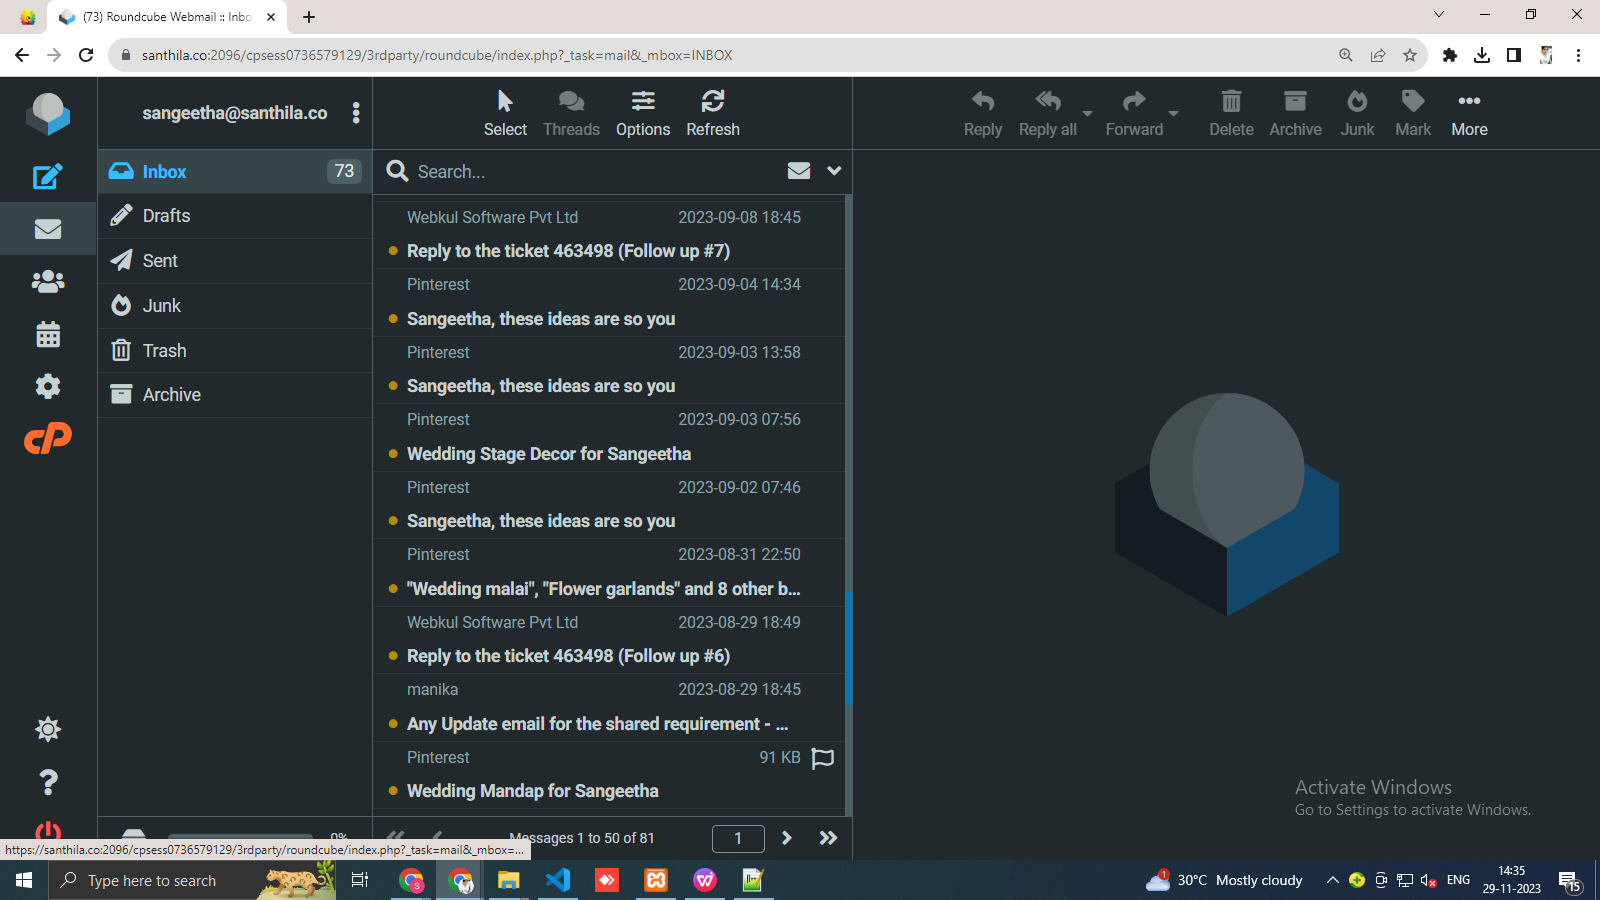 (73) Roundcube Webmail :: Inbo
santhila.co:2096/cpsess0736579129/3rdparty/roundcube/index.php?_task=mail&_mbox=INBOX
sangeetha@santhila.co
Select
Threads
Options
Refresh
Reply
Reply all
Forward
Delete
Archive
Junk
Mark
More
Inbox
73
Drafts
Sent
Junk
Trash
Archive
Search...
Webkul Software Pvt Ltd 2023-09-08 18:45
Reply to the ticket 463498 (Follow up #7)
Pinterest 2023-09-04 14:34
Sangeetha, these ideas are so you
Pinterest 2023-09-03 13:58
Sangeetha, these ideas are so you
Pinterest 2023-09-03 07:56
Wedding Stage Decor for Sangeetha
Pinterest 2023-09-02 07:46
Sangeetha, these ideas are so you
Pinterest 2023-08-31 22:50
"Wedding malai", "Flower garlands" and 8 other b...
Webkul Software Pvt Ltd 2023-08-29 18:49
Reply to the ticket 463498 (Follow up #6)
manika 2023-08-29 18:45
Any Update email for the shared requirement - ...
Pinterest 91 KB
Wedding Mandap for Sangeetha
0%
Messages 1 to 50 of 81
1
Activate Windows
Go to Settings to activate Windows.
https://santhila.co:2096/cpsess0736579129/3rdparty/roundcube/index.php?_task=mail&_mbox=...
Type here to search
1
30°C Mostly cloudy
ENG
14:35
29-11-2023
15